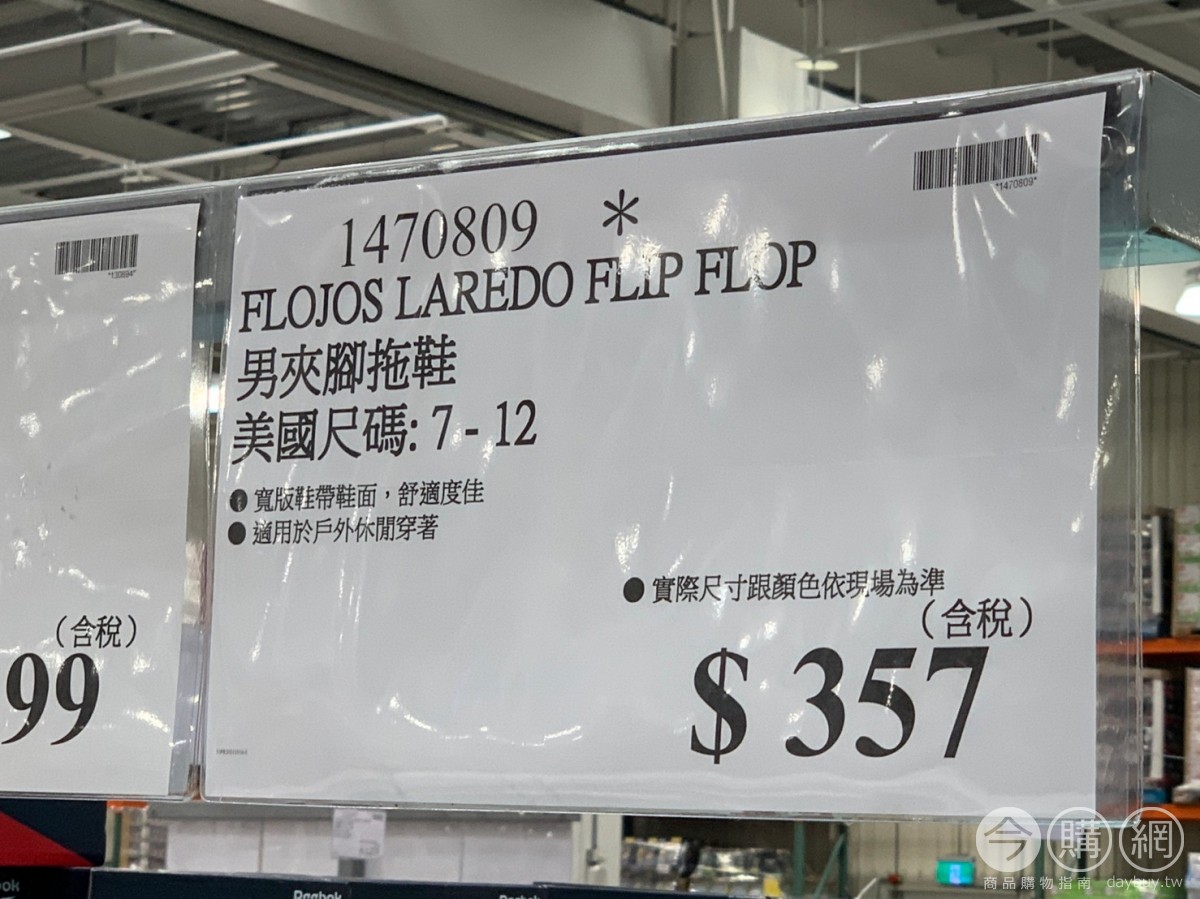 *130894*
(含稅)
99
*1470809*
1470809 *
FLOJOS LAREDO FLIP FLOP
男夾腳拖鞋
美國尺碼: 7 - 12
● 寬版鞋帶鞋面，舒適度佳
● 適用於戶外休閒穿著
● 實際尺寸跟顏色依現場為準
(含稅)
$ 357
今購網
商品購物指南 daybuy.tw
Reebok